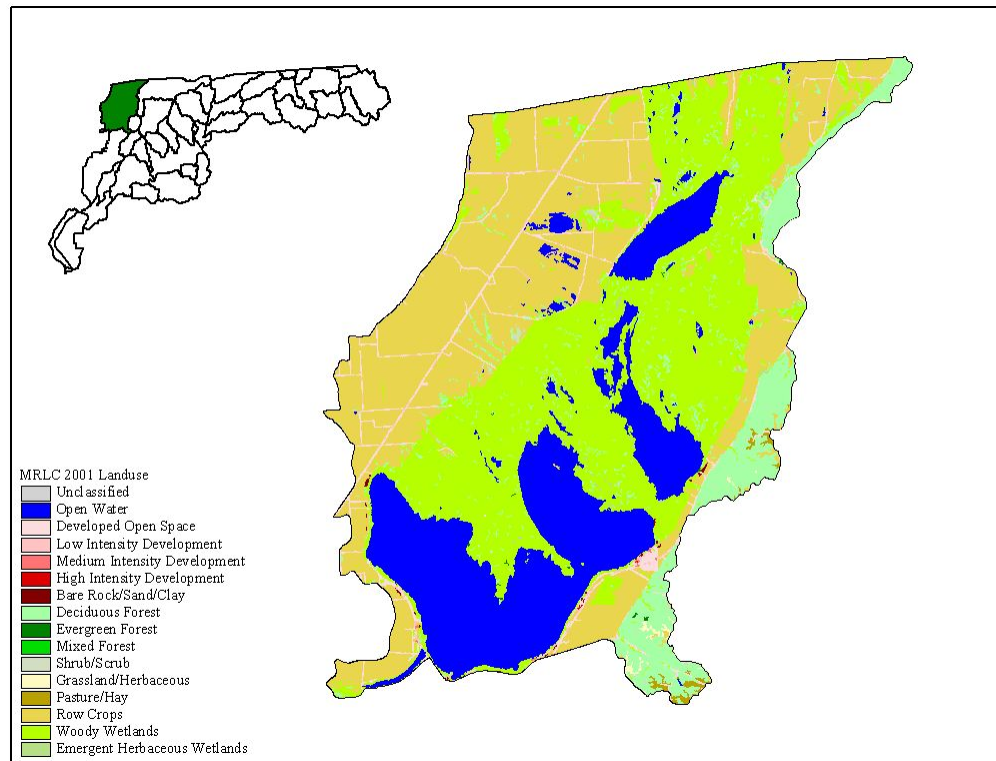 MRLC 2001 Landuse
Unclassified
Open Water
Developed Open Space
Low Intensity Development
Medium Intensity Development
High Intensity Development
Bare Rock/Sand/Clay
Deciduous Forest
Evergreen Forest
Mixed Forest
Shrub/Scrub
Grassland/Herbaceous
Pasture/Hay
Row Crops
Woody Wetlands
Emergent Herbaceous Wetlands